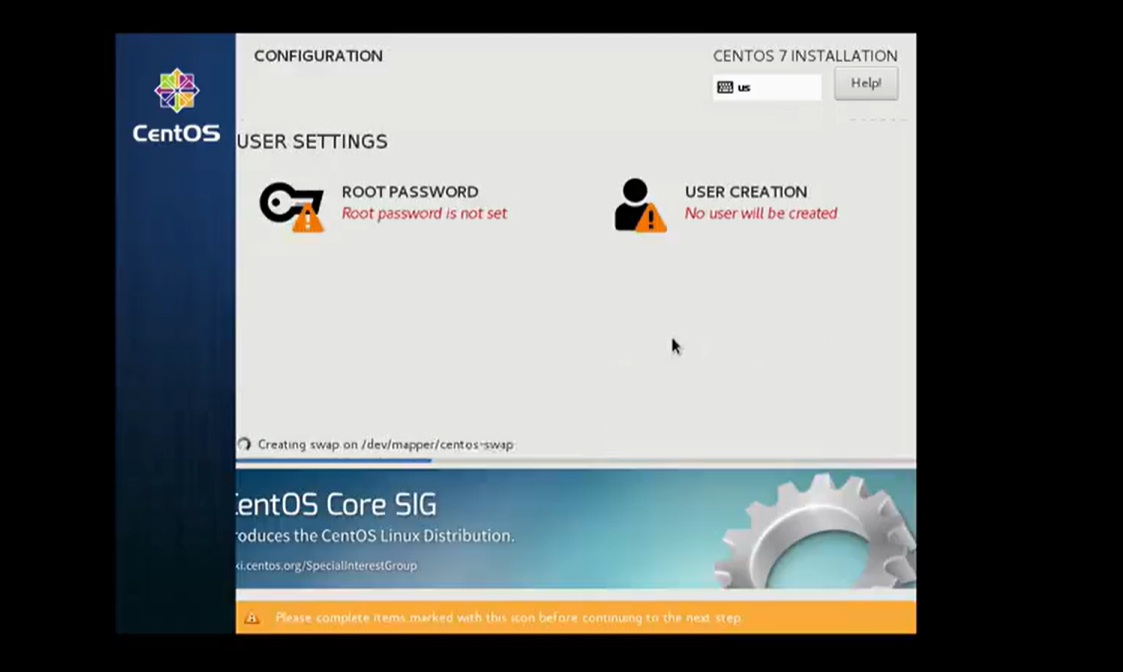 CONFIGURATION
CENTOS 7 INSTALLATION
us
Help!
CentOS
USER SETTINGS
ROOT PASSWORD
Root password is not set
USER CREATION
No user will be created
Creating swap on /dev/mapper/centos-swap
entOS Core SIG
oduces the CentOS Linux Distribution.
ki.centos.org/SpecialInterestGroup
Please complete items marked with this icon before continuing to the next step.